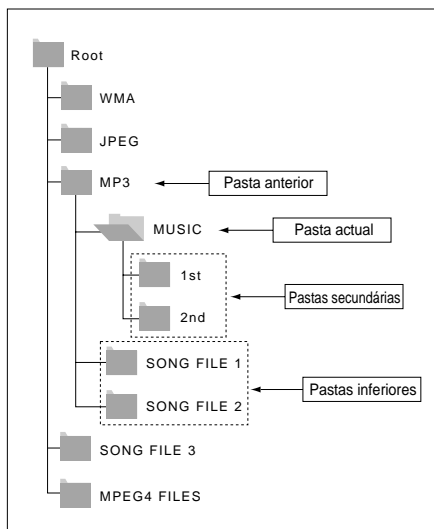 Root
WMA
JPEG
MP3
Pasta anterior
MUSIC
Pasta actual
1st
Pastas secundárias
2nd
SONG FILE 1
Pastas inferiores
SONG FILE 2
SONG FILE 3
MPEG4 FILES